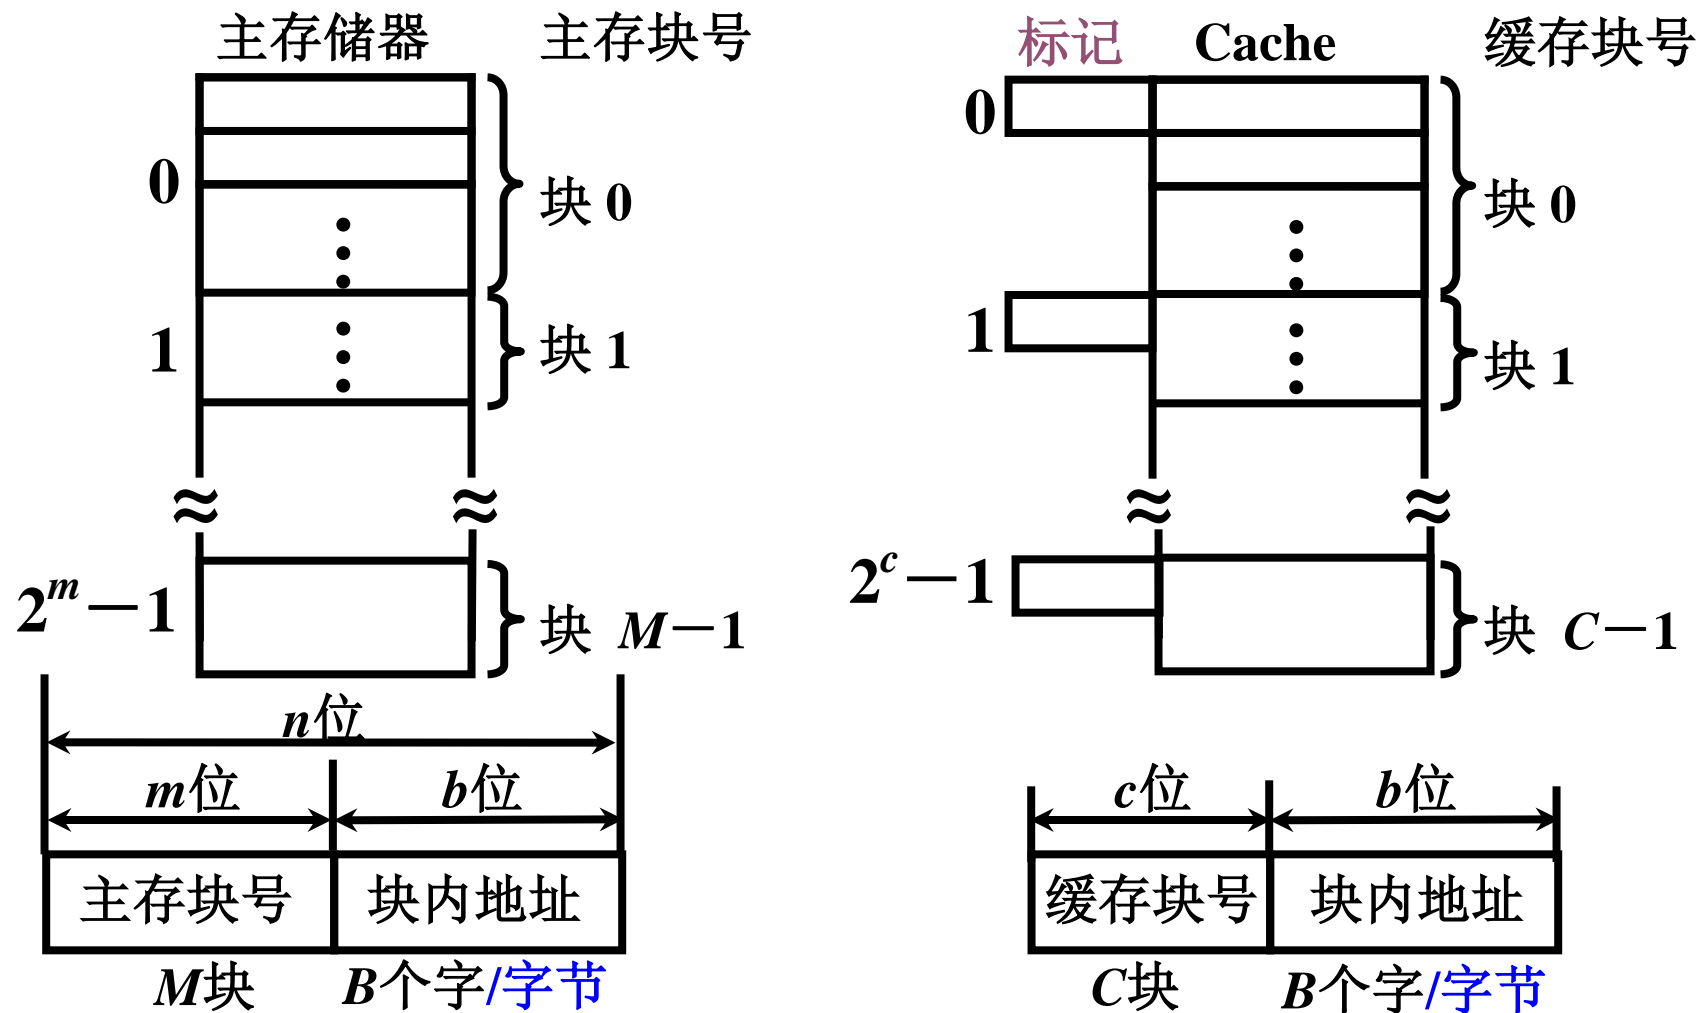 主存储器 主存块号 标记 Cache 缓存块号
0 块 0 0 块 0
1 块 1 1 块 1
≈ ≈ ≈ ≈
2^m－1 块 M－1 2^c－1 块 C－1
n位
m位 b位 c位 b位
主存块号 块内地址 缓存块号 块内地址
M块 B个字/字节 C块 B个字/字节